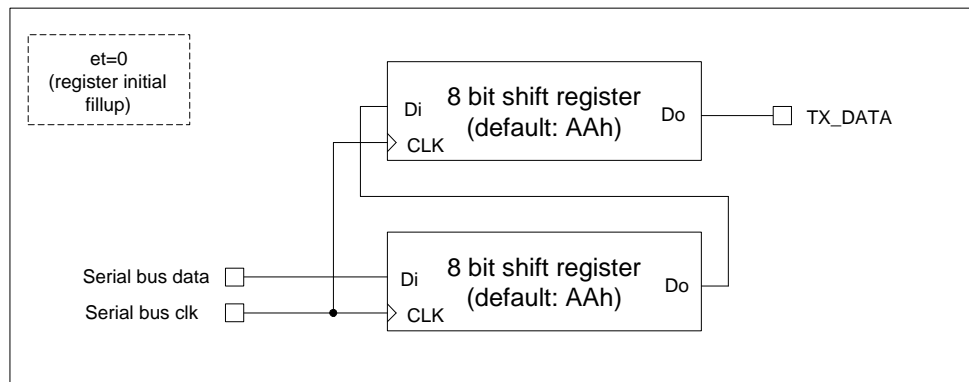 et=0
(register initial
fillup)
8 bit shift register
(default: AAh)
Di
CLK
Do
TX_DATA
8 bit shift register
(default: AAh)
Di
CLK
Do
Serial bus data
Serial bus clk